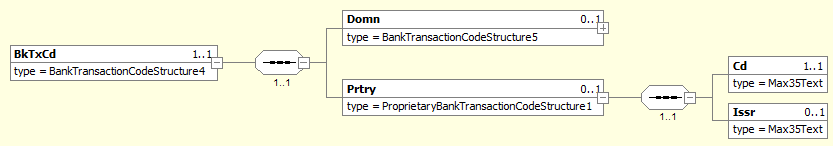 BkTxCd 1..1
type = BankTransactionCodeStructure4
1..1
Domn 0..1
type = BankTransactionCodeStructure5
Prtry 0..1
type = ProprietaryBankTransactionCodeStructure1
1..1
Cd 1..1
type = Max35Text
Issr 0..1
type = Max35Text